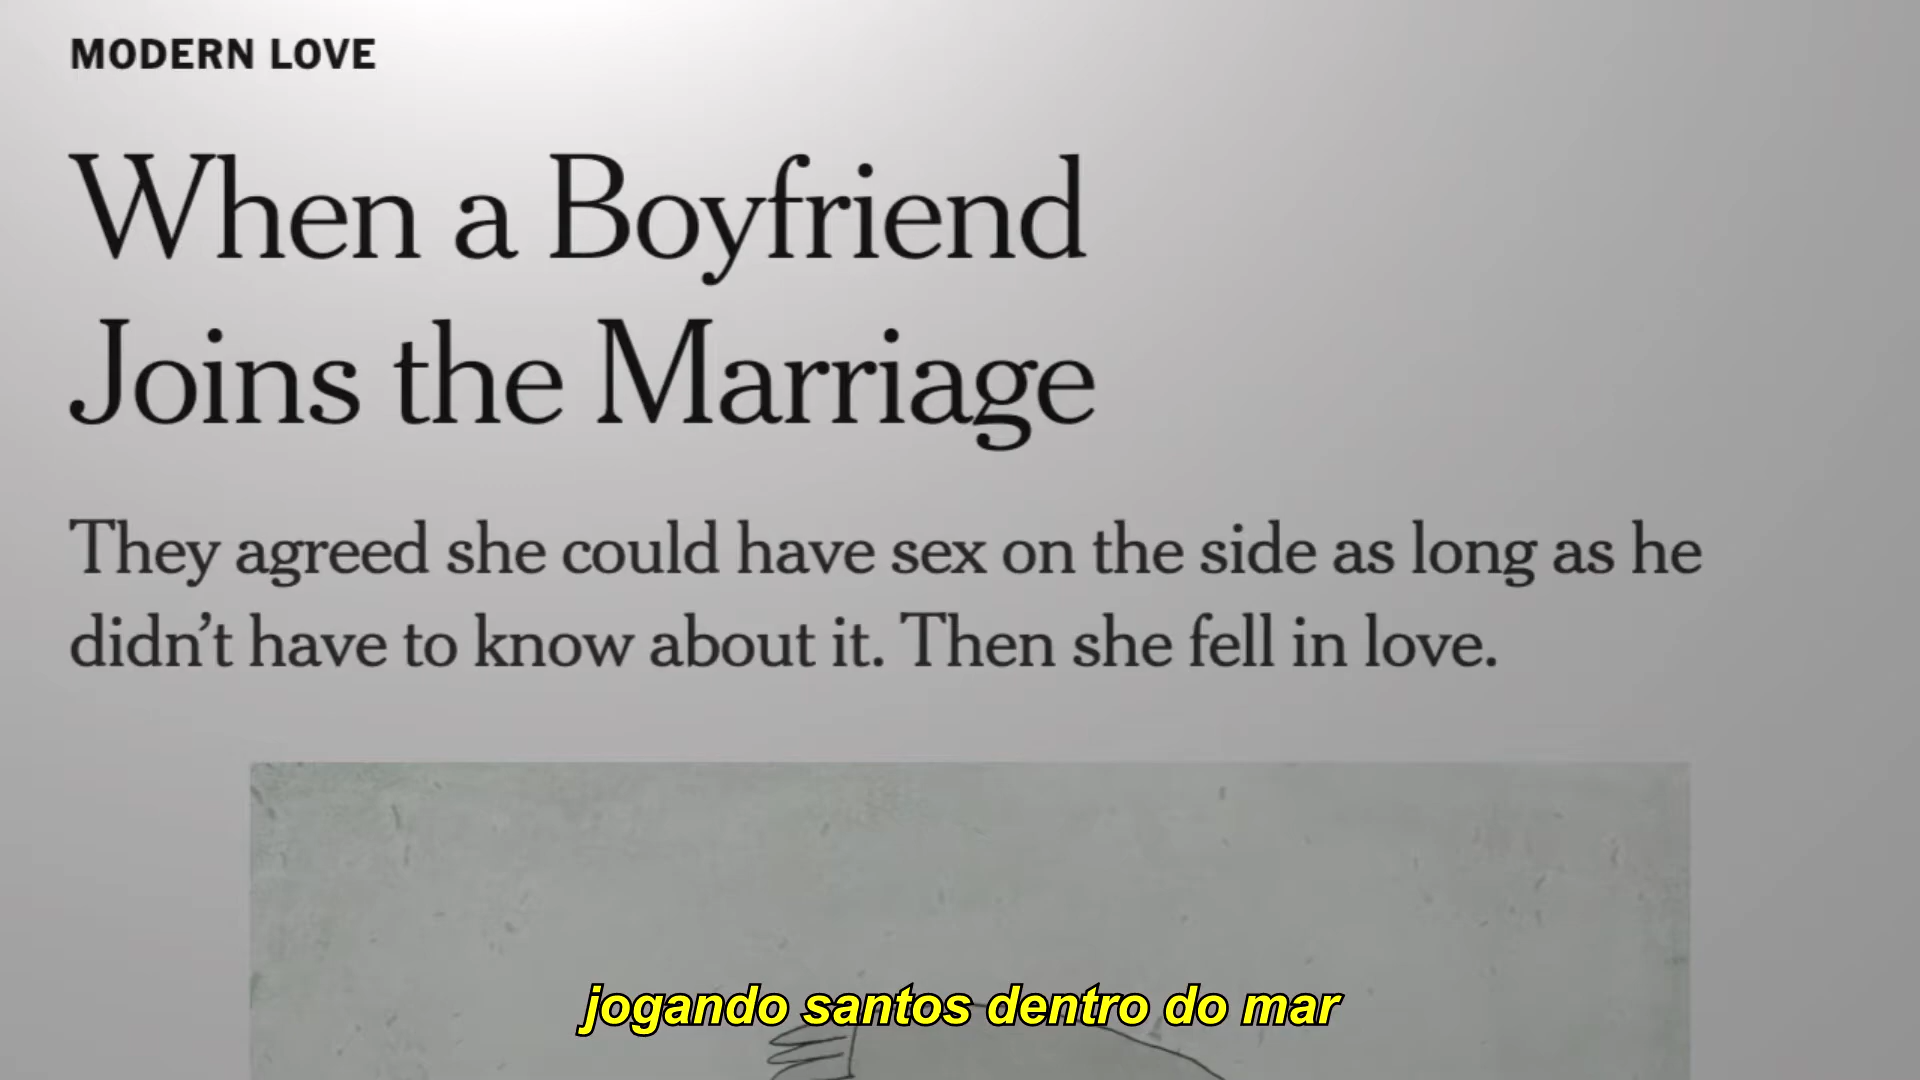 MODERN LOVE
When a Boyfriend
Joins the Marriage
They agreed she could have sex on the side as long as he
didn’t have to know about it. Then she fell in love.
jogando santos dentro do mar